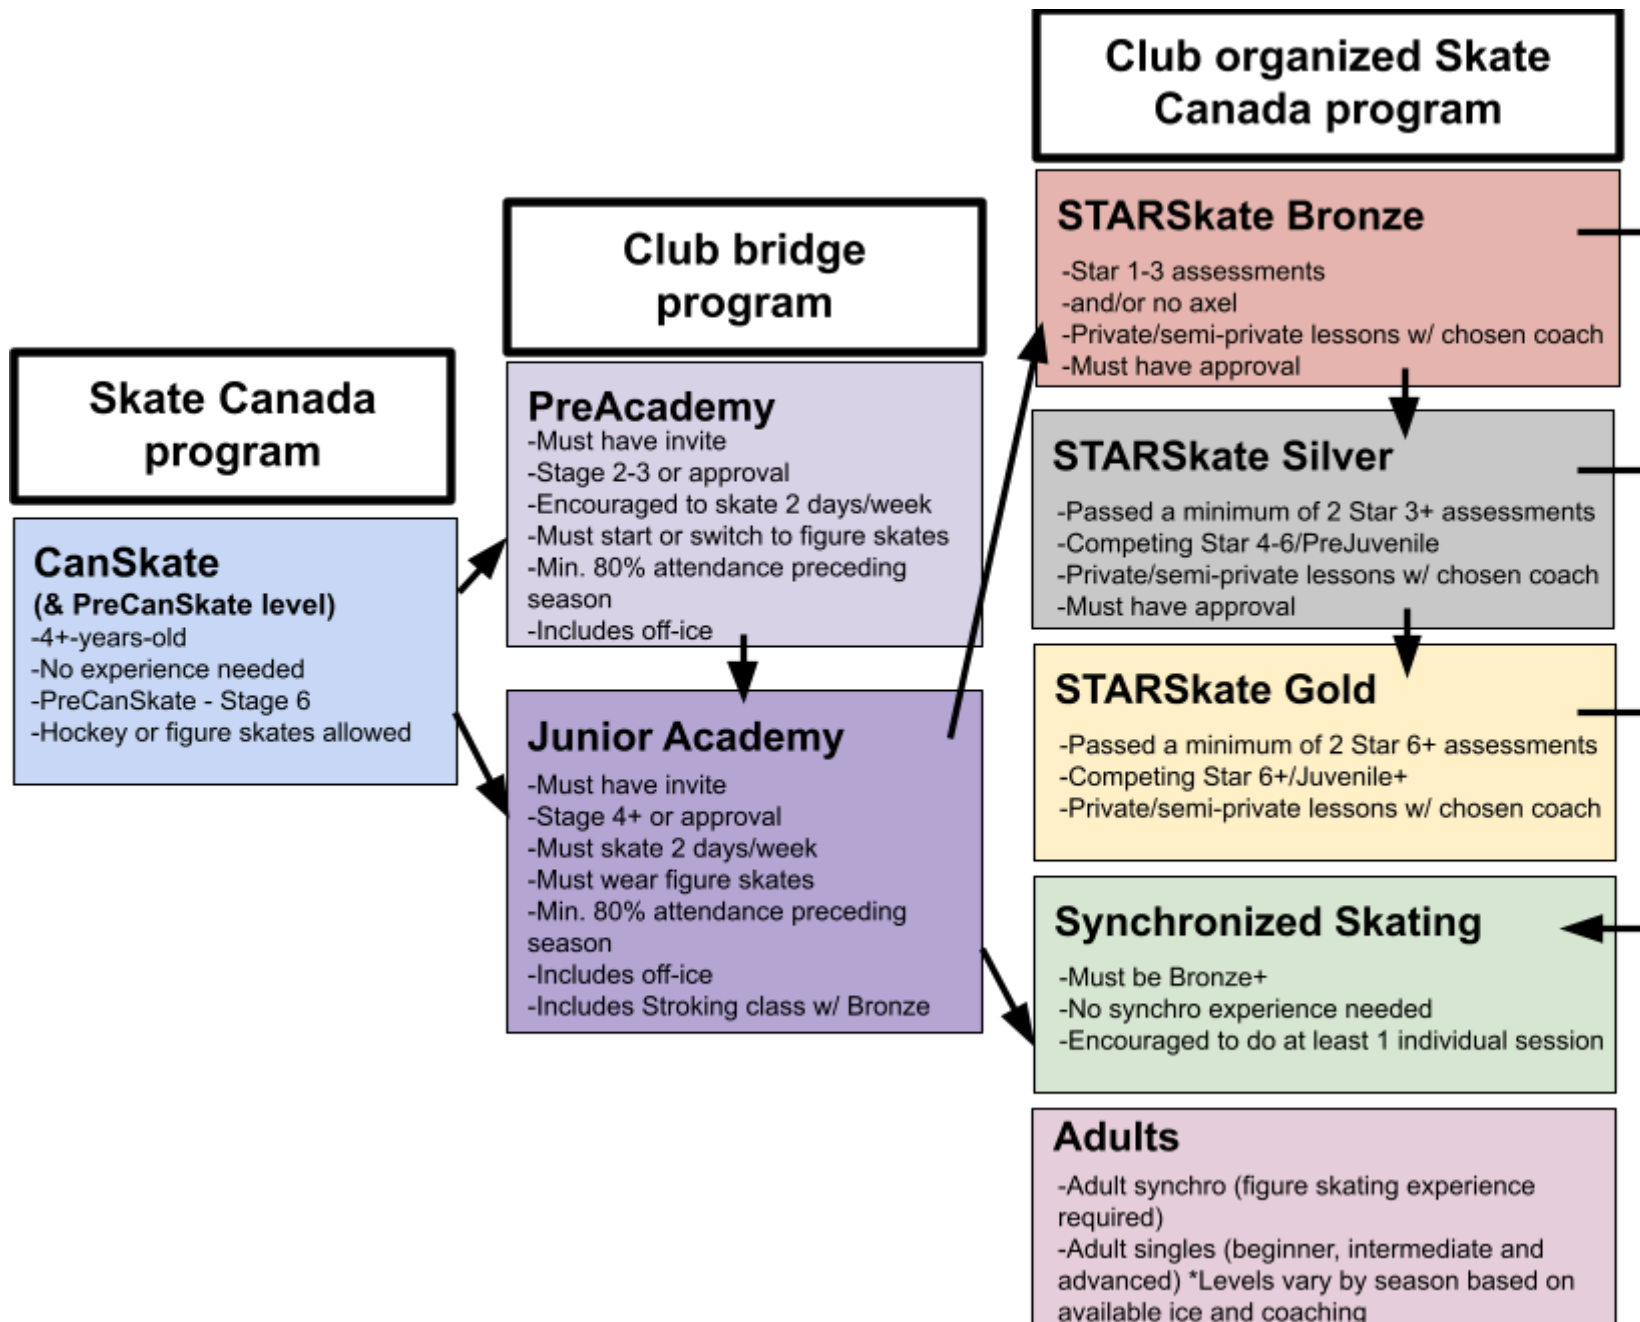 Skate Canada
program
CanSkate
(& PreCanSkate level)
-4+-years-old
-No experience needed
-PreCanSkate - Stage 6
-Hockey or figure skates allowed
Club bridge
program
PreAcademy
-Must have invite
-Stage 2-3 or approval
-Encouraged to skate 2 days/week
-Must start or switch to figure skates
-Min. 80% attendance preceding
season
-Includes off-ice
Junior Academy
-Must have invite
-Stage 4+ or approval
-Must skate 2 days/week
-Must wear figure skates
-Min. 80% attendance preceding
season
-Includes off-ice
-Includes Stroking class w/ Bronze
Club organized Skate
Canada program
STARSkate Bronze
-Star 1-3 assessments
-and/or no axel
-Private/semi-private lessons w/ chosen coach
-Must have approval
STARSkate Silver
-Passed a minimum of 2 Star 3+ assessments
-Competing Star 4-6/PreJuvenile
-Private/semi-private lessons w/ chosen coach
-Must have approval
STARSkate Gold
-Passed a minimum of 2 Star 6+ assessments
-Competing Star 6+/Juvenile+
-Private/semi-private lessons w/ chosen coach
Synchronized Skating
-Must be Bronze+
-No synchro experience needed
-Encouraged to do at least 1 individual session
Adults
-Adult synchro (figure skating experience
required)
-Adult singles (beginner, intermediate and
advanced) *Levels vary by season based on
available ice and coaching